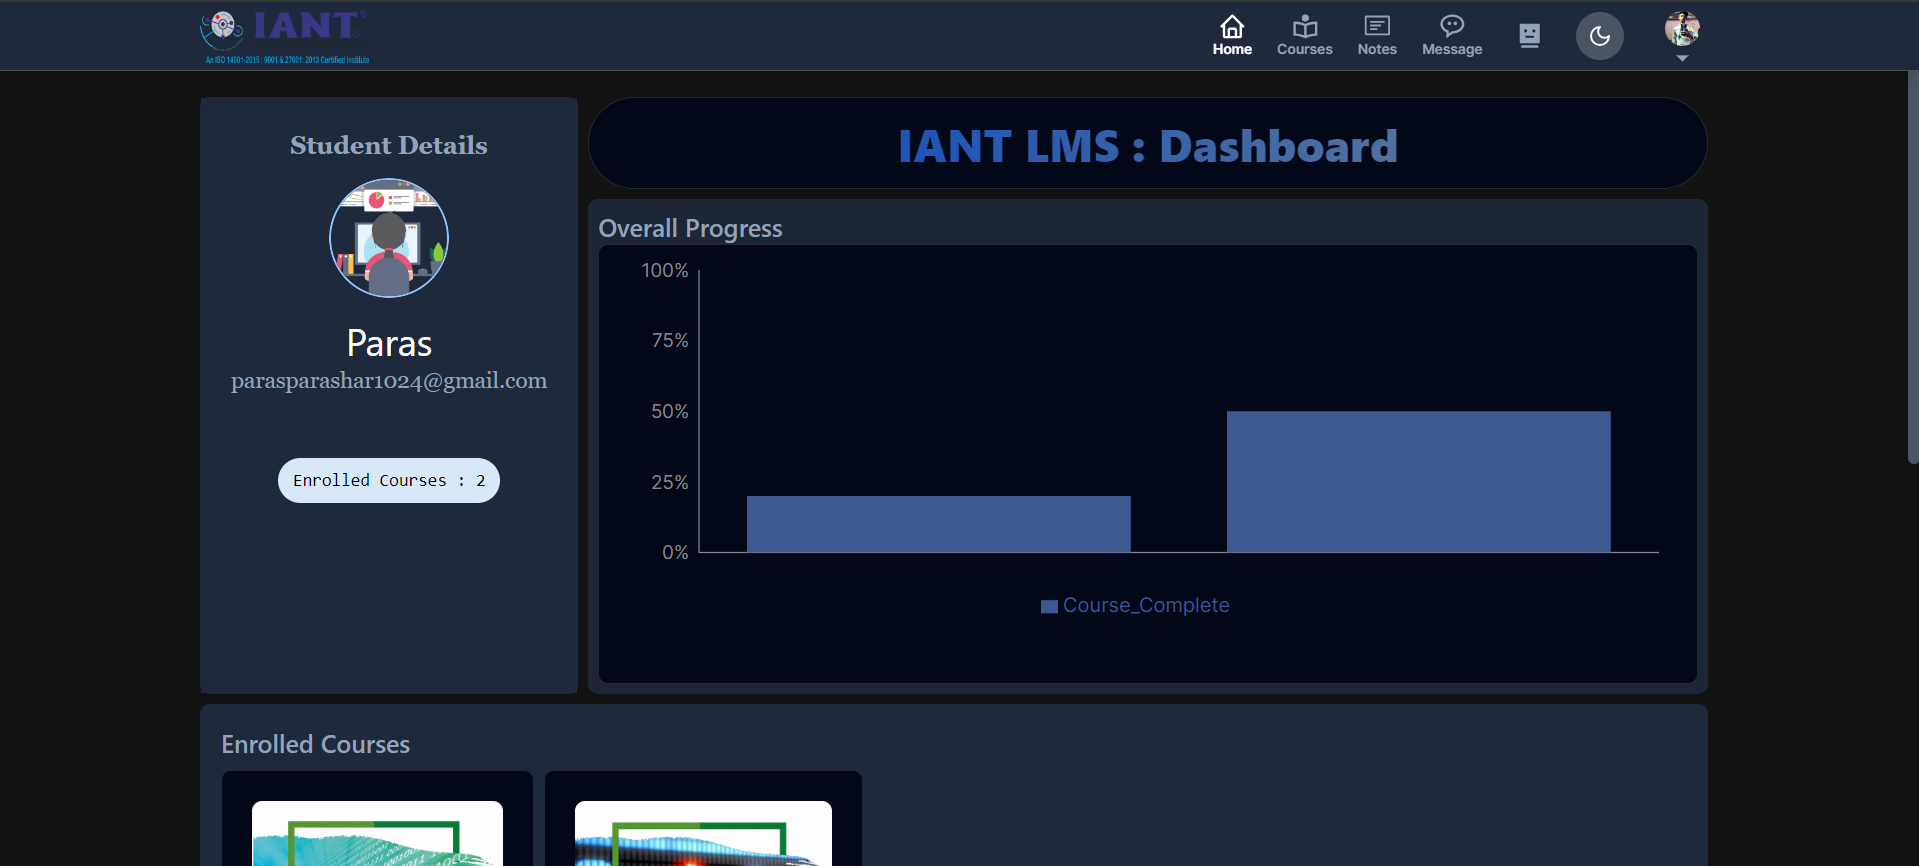 IANT
An ISO 14001-2015 : 9001 & 27001: 2013 Certified Institute
Home
Courses
Notes
Message
Student Details
Paras
parasparashar1024@gmail.com
Enrolled Courses : 2
IANT LMS : Dashboard
Overall Progress
100%
75%
50%
25%
0%
Course_Complete
Enrolled Courses